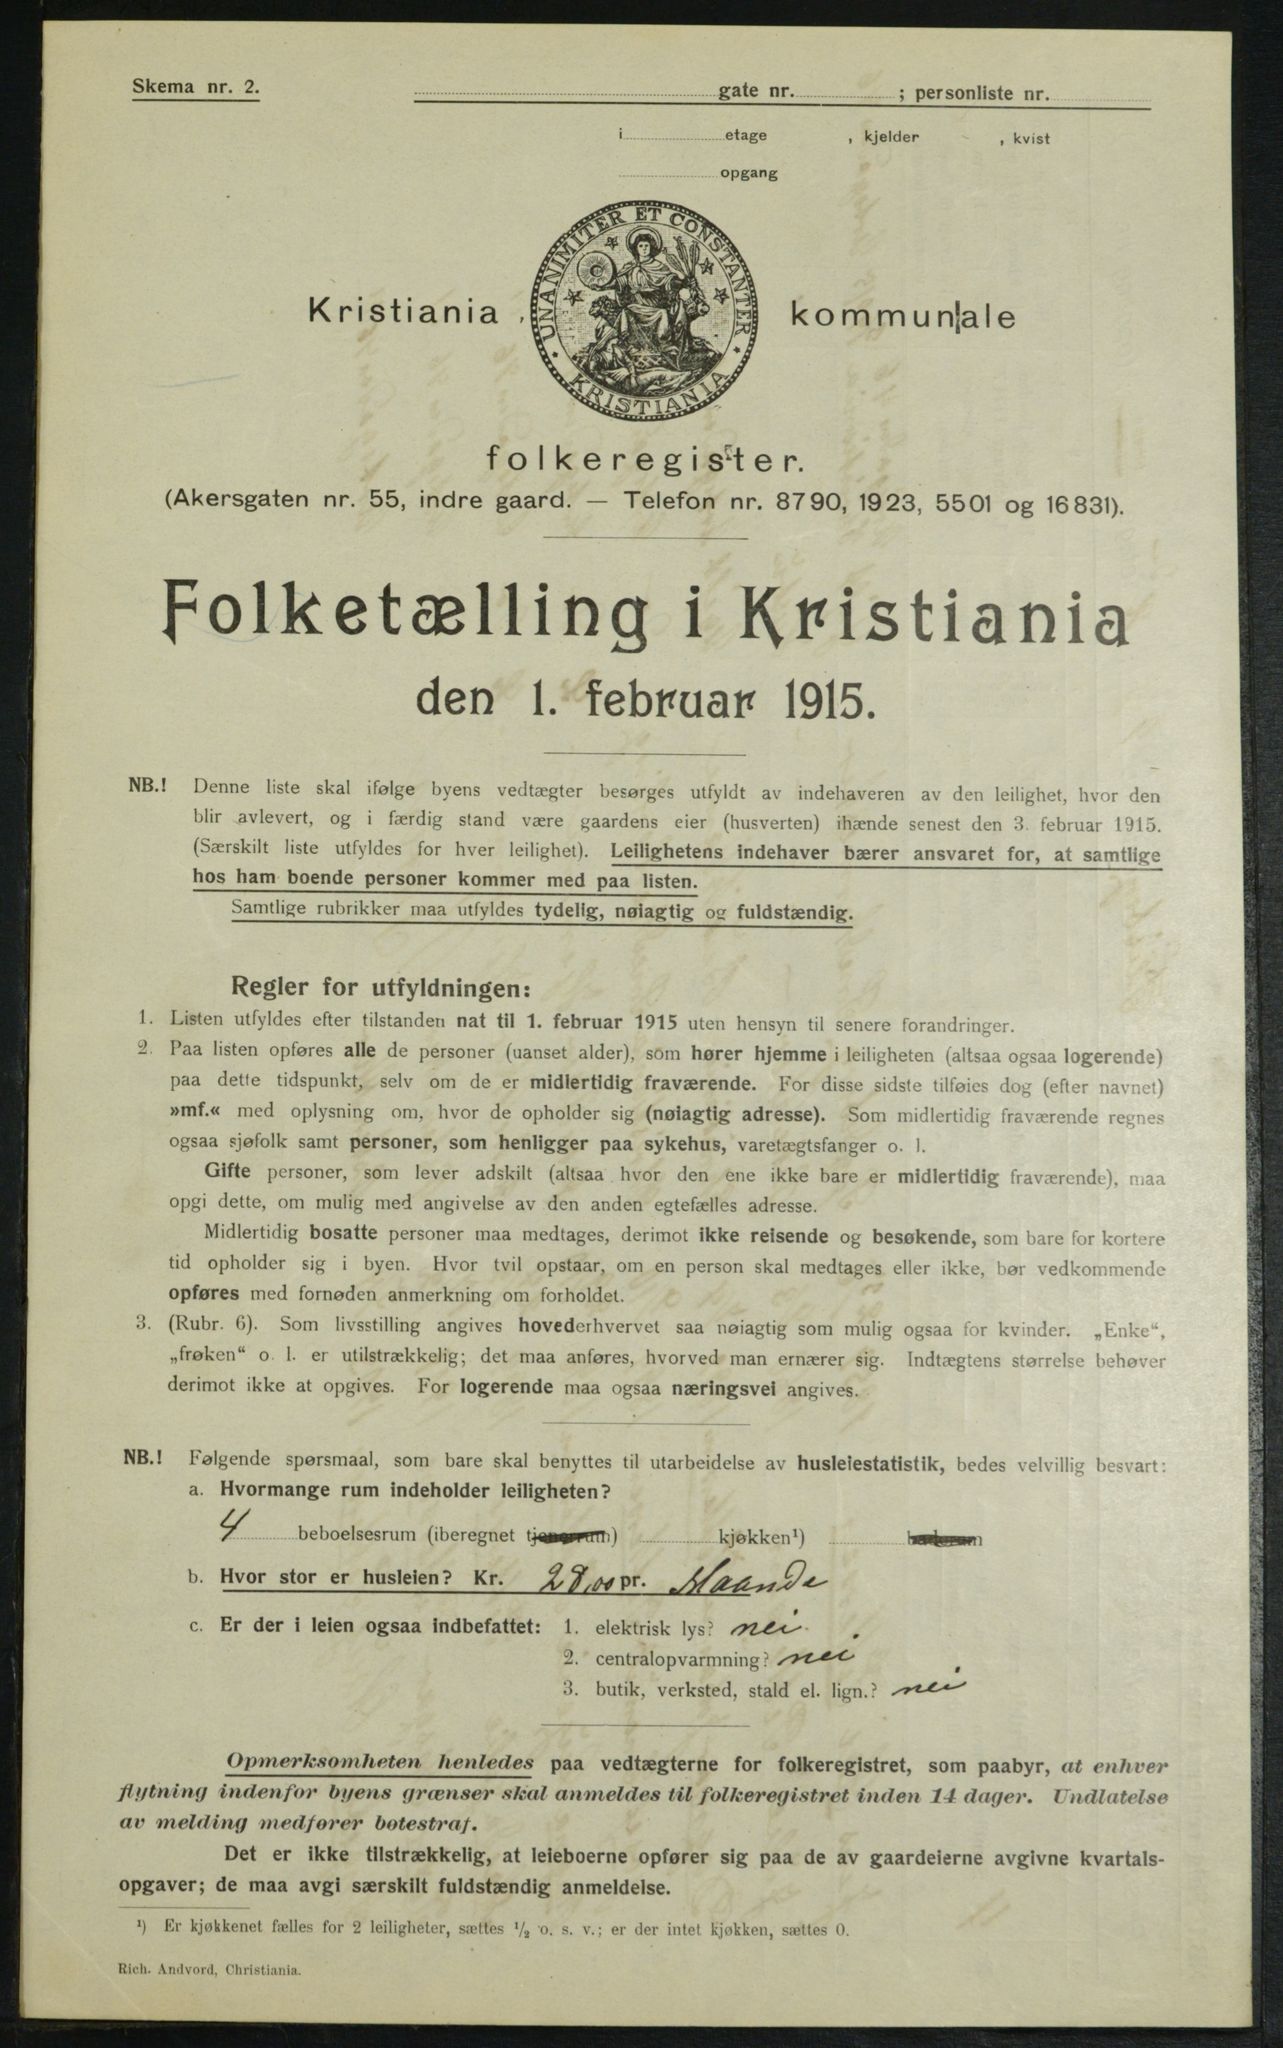 Skema nr. 2. gate nr. ; personliste nr.
i etage , kjelder , kvist
opgang
UNANIMITER ET CONSTANTER
KRISTIANIA
Kristiania kommunale
folkeregister.
(Akersgaten nr. 55, indre gaard. — Telefon nr. 8790, 1923, 5501 og 16831).
Folketælling i Kristiania
den 1. februar 1915.
NB.! Denne liste skal ifølge byens vedtægter besørges utfyldt av indehaveren av den leilighet, hvor den
blir avlevert, og i færdig stand være gaardens eier (husverten) ihænde senest den 3. februar 1915.
(Særskilt liste utfyldes for hver leilighet). Leilighetens indehaver bærer ansvaret for, at samtlige
hos ham boende personer kommer med paa listen.
Samtlige rubrikker maa utfyldes tydelig, nøiagtig og fuldstændig.
Regler for utfyldningen:
1. Listen utfyldes efter tilstanden nat til 1. februar 1915 uten hensyn til senere forandringer.
2. Paa listen opføres alle de personer (uanset alder), som hører hjemme i leiligheten (altsaa ogsaa logerende)
paa dette tidspunkt, selv om de er midlertidig fraværende. For disse sidste tilføies dog (efter navnet)
»mf.« med oplysning om, hvor de opholder sig (nøiagtig adresse). Som midlertidig fraværende regnes
ogsaa sjøfolk samt personer, som henligger paa sykehus, varetægtsfanger o. l.
Gifte personer, som lever adskilt (altsaa hvor den ene ikke bare er midlertidig fraværende), maa
opgi dette, om mulig med angivelse av den anden egtefælles adresse.
Midlertidig bosatte personer maa medtages, derimot ikke reisende og besøkende, som bare for kortere
tid opholder sig i byen. Hvor tvil opstaar, om en person skal medtages eller ikke, bør vedkommende
opføres med fornøden anmerkning om forholdet.
3. (Rubr. 6). Som livsstilling angives hovederhvervet saa nøiagtig som mulig ogsaa for kvinder. „Enke“,
„frøken“ o. l. er utilstrækkelig; det maa anføres, hvorved man ernærer sig. Indtægtens størrelse behøver
derimot ikke at opgives. For logerende maa ogsaa næringsvei angives.
NB.! Følgende spørsmaal, som bare skal benyttes til utarbeidelse av husleiestatistik, bedes velvillig besvart:
a. Hvormange rum indeholder leiligheten?
4 beboelsesrum (iberegnet tjenerrum) kjøkken¹) baderum
b. Hvor stor er husleien? Kr. 28,00 pr. Maande
c. Er der i leien ogsaa indbefattet: 1. elektrisk lys? nei
2. centralopvarmning? nei
3. butik, verksted, stald el. lign.? nei
Opmerksomheten henledes paa vedtægterne for folkeregistret, som paabyr, at enhver
flytning indenfor byens grænser skal anmeldes til folkeregistret inden 14 dager. Undlatelse
av melding medfører bøtestraf.
Det er ikke tilstrækkelig, at leieboerne opfører sig paa de av gaardeierne avgivne kvartals-
opgaver; de maa avgi særskilt fuldstændig anmeldelse.
¹) Er kjøkkenet fælles for 2 leiligheter, sættes ½ o. s. v.; er der intet kjøkken, sættes 0.
Rich. Andvord, Christiania.